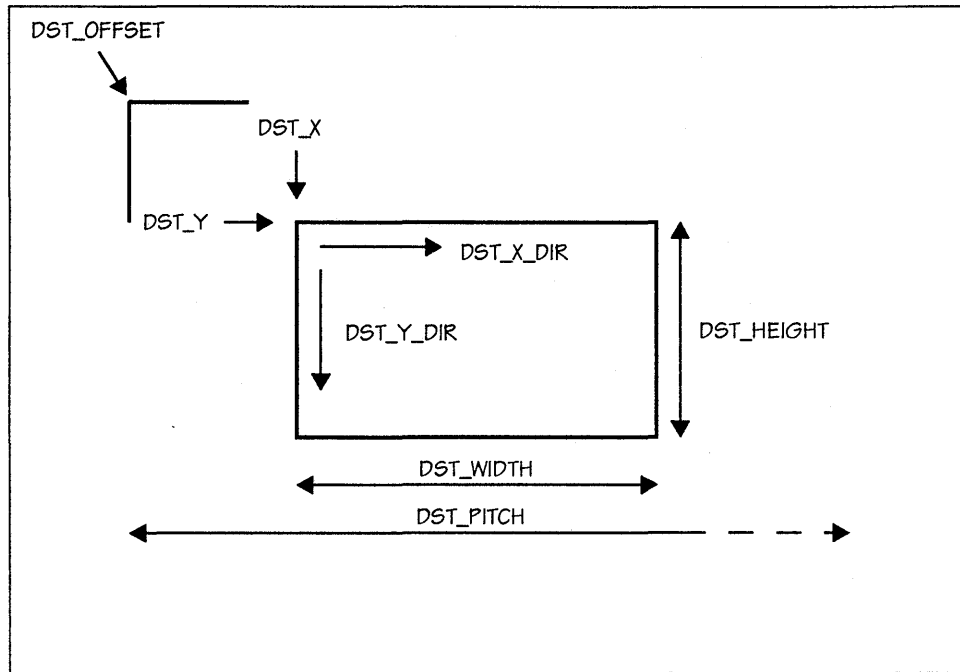 DST_OFFSET
DST_X
DST_Y
DST_X_DIR
DST_Y_DIR
DST_HEIGHT
DST_WIDTH
DST_PITCH